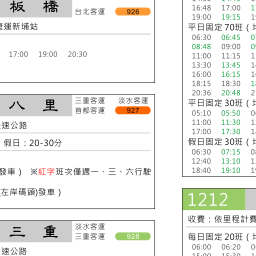 板 橋
台北客運 926
捷運新埔站
17:00 19:00 20:30
八 里
三重客運 淡水客運
首都客運 927
速公路
假日：20-30分
發車） ※紅字班次僅週一、三、六行駛
左岸碼頭)發車）
三 重
淡水客運
三重客運 928
速公路
16:48 17:00
19:00 19:15
平日固定70班（
06:30 06:45
08:48 09:00
11:00 11:15
13:30 13:45
16:00 16:15
18:15 18:30
20:36 20:48
平日固定30班（
05:10 05:50
11:00 11:30
17:00 17:30
假日固定30班（
06:30 07:15
12:40 13:10
18:40 19:10
1212
收費：依里程計費
每日固定20班（
06:00 06:20